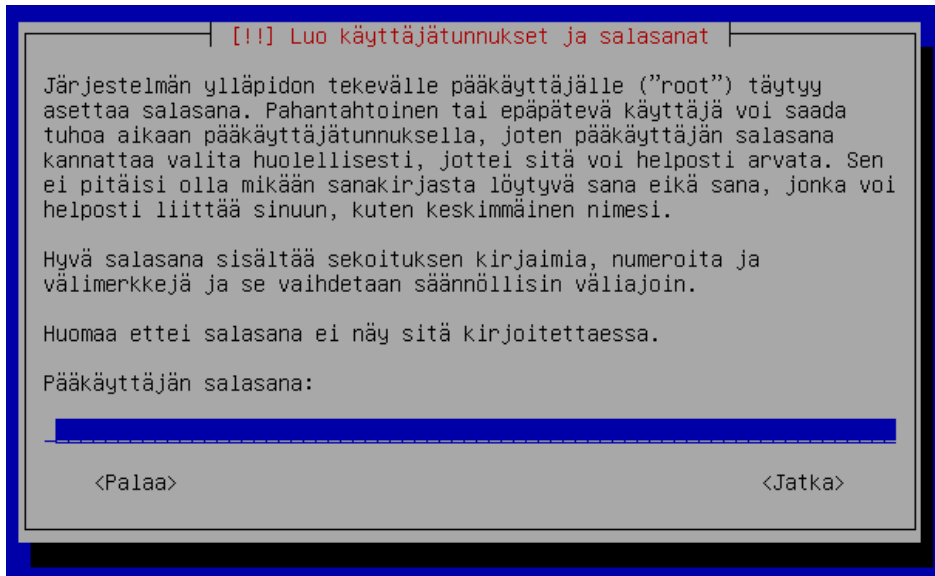 [!!] Luo käyttäjätunnukset ja salasanat
Järjestelmän ylläpidon tekevälle pääkäyttäjälle (”root”) täytyy
asettaa salasana. Pahantahtoinen tai epäpätevä käyttäjä voi saada
tuhoa aikaan pääkäyttäjätunnuksella, joten pääkäyttäjän salasana
kannattaa valita huolellisesti, jottei sitä voi helposti arvata. Sen
ei pitäisi olla mikään sanakirjasta löytyvä sana eikä sana, jonka voi
helposti liittää sinuun, kuten keskimmäinen nimesi.
Hyvä salasana sisältää sekoituksen kirjaimia, numeroita ja
välimerkkejä ja se vaihdetaan säännöllisin väliajoin.
Huomaa ettei salasana ei näy sitä kirjoitettaessa.
Pääkäyttäjän salasana:
<Palaa> <Jatka>